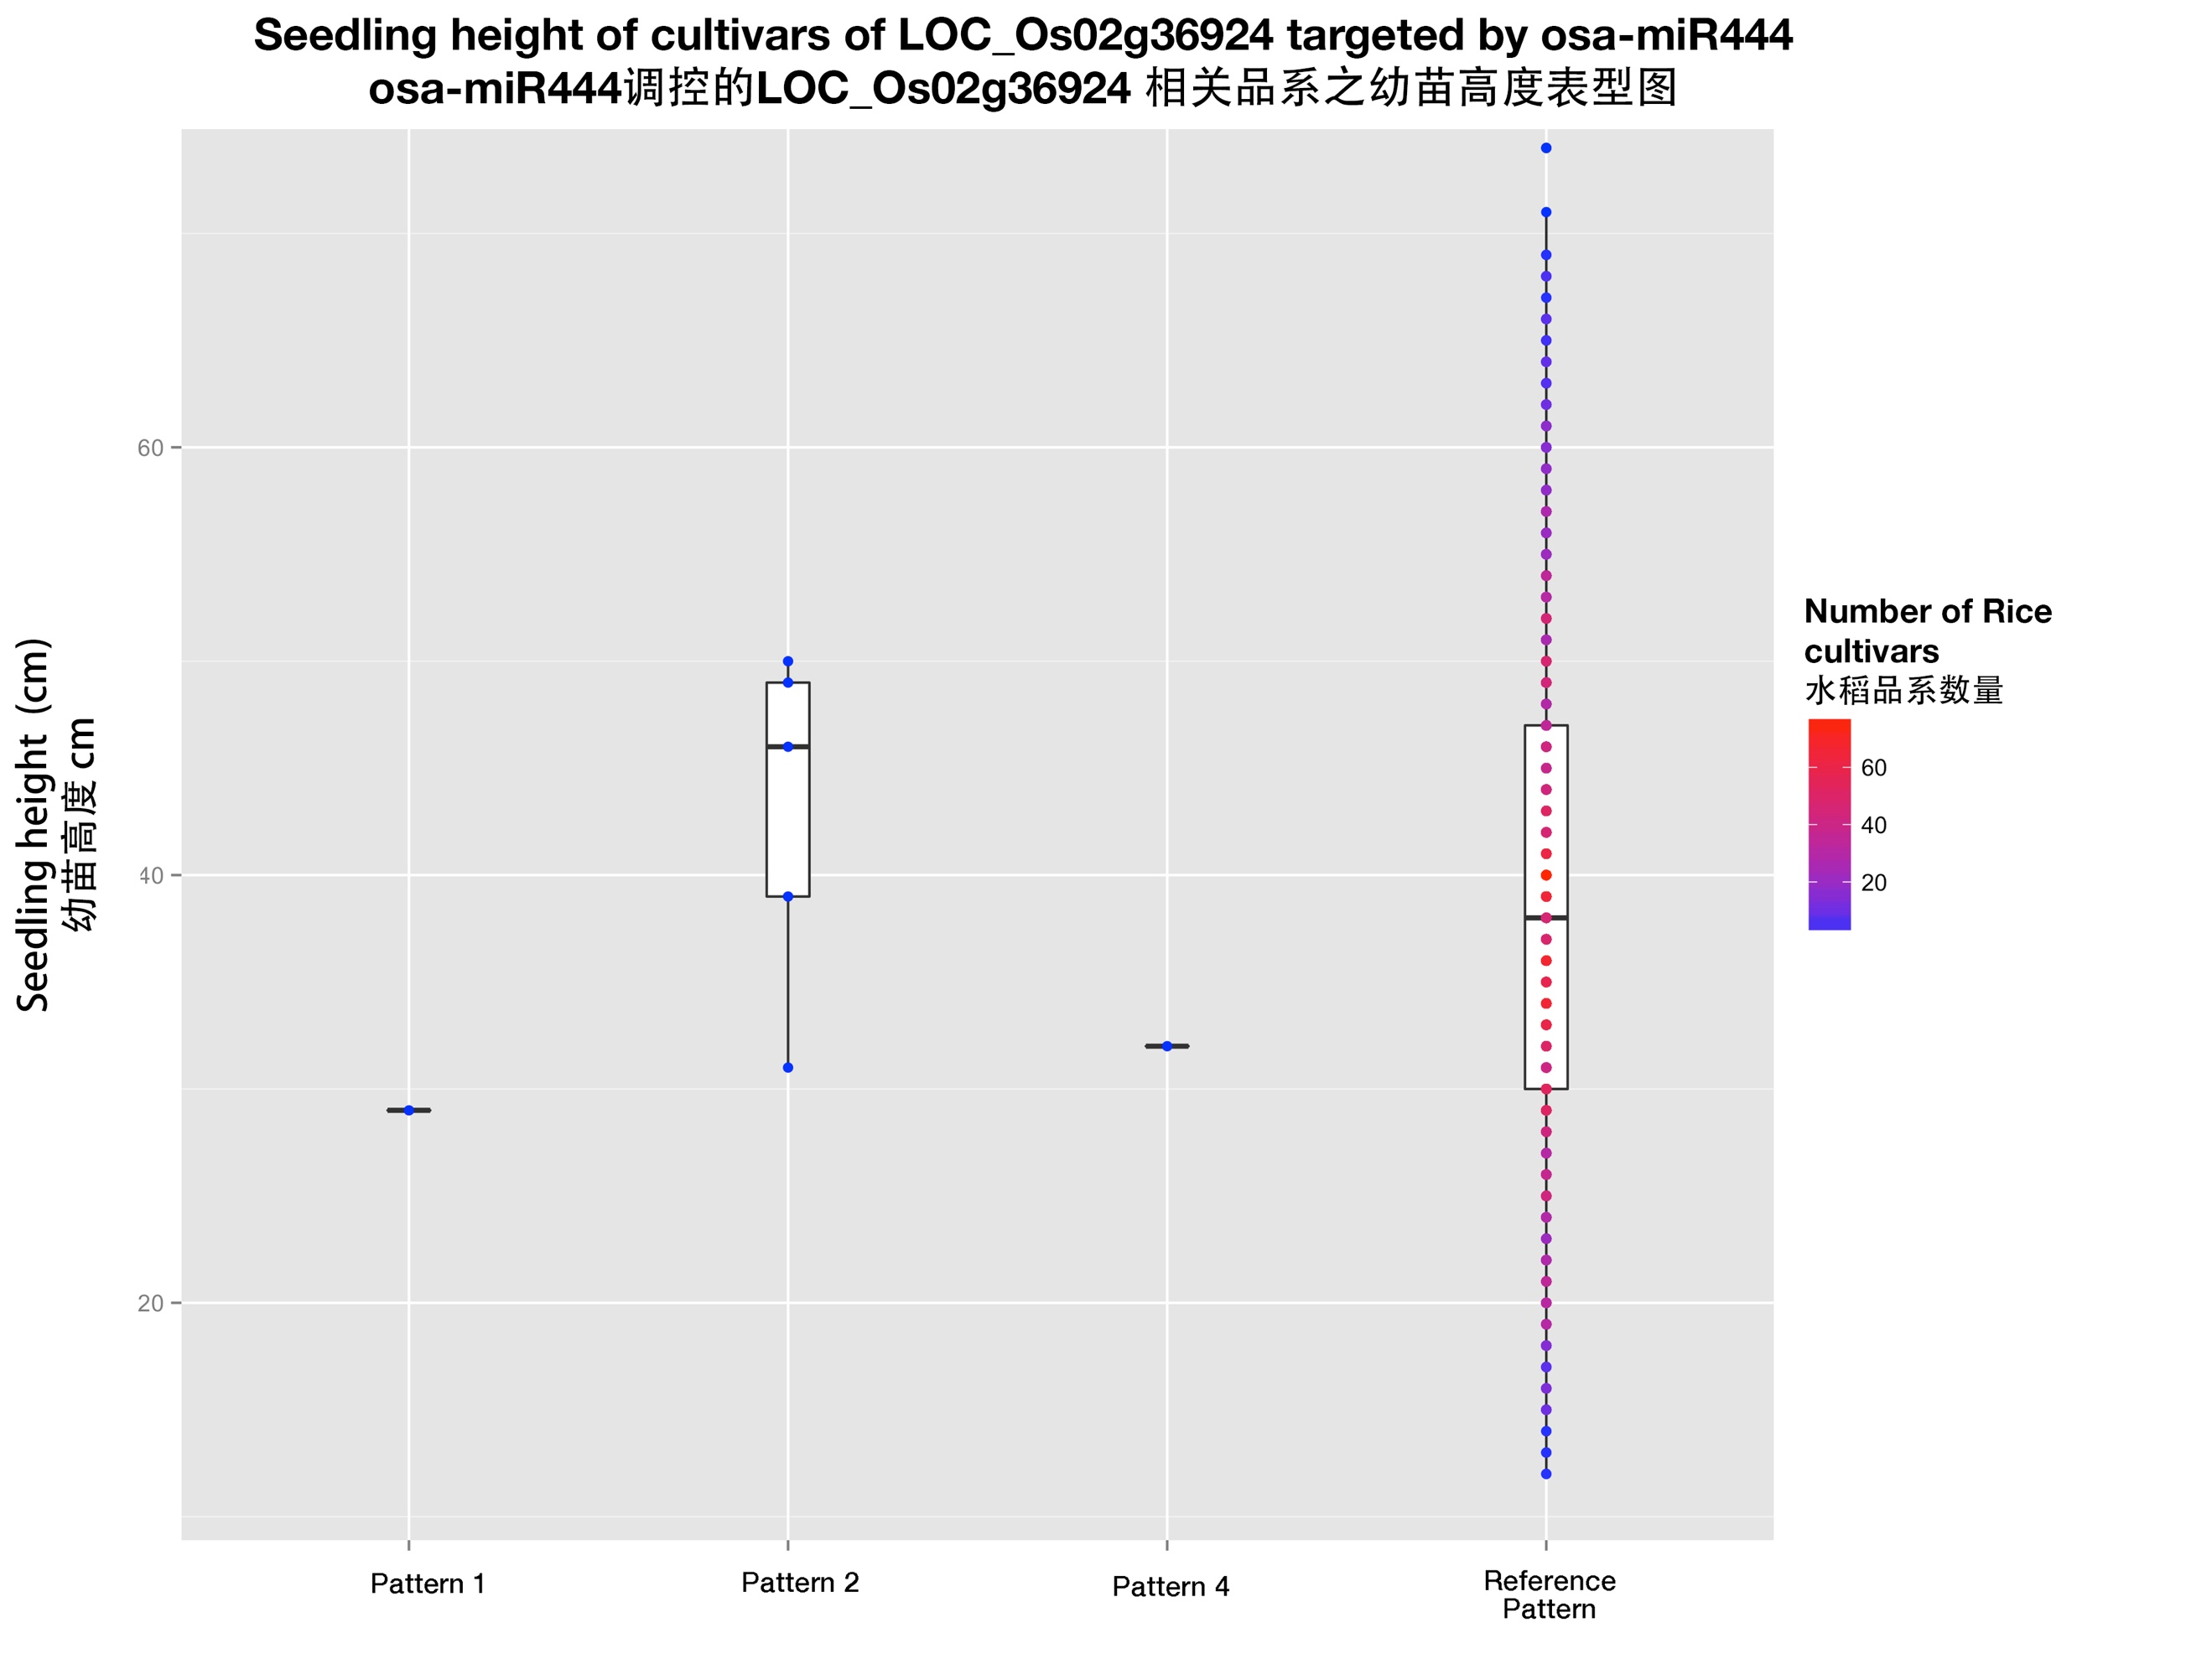 Seedling height of cultivars of LOC_Os02g36924 targeted by osa-miR444
osa-miR444调控的LOC_Os02g36924 相关品系之幼苗高度表型图
Seedling height (cm)
幼苗高度 cm
60
40
20
Pattern 1
Pattern 2
Pattern 4
Reference
Pattern
Number of Rice
cultivars
水稻品系数量
60
40
20